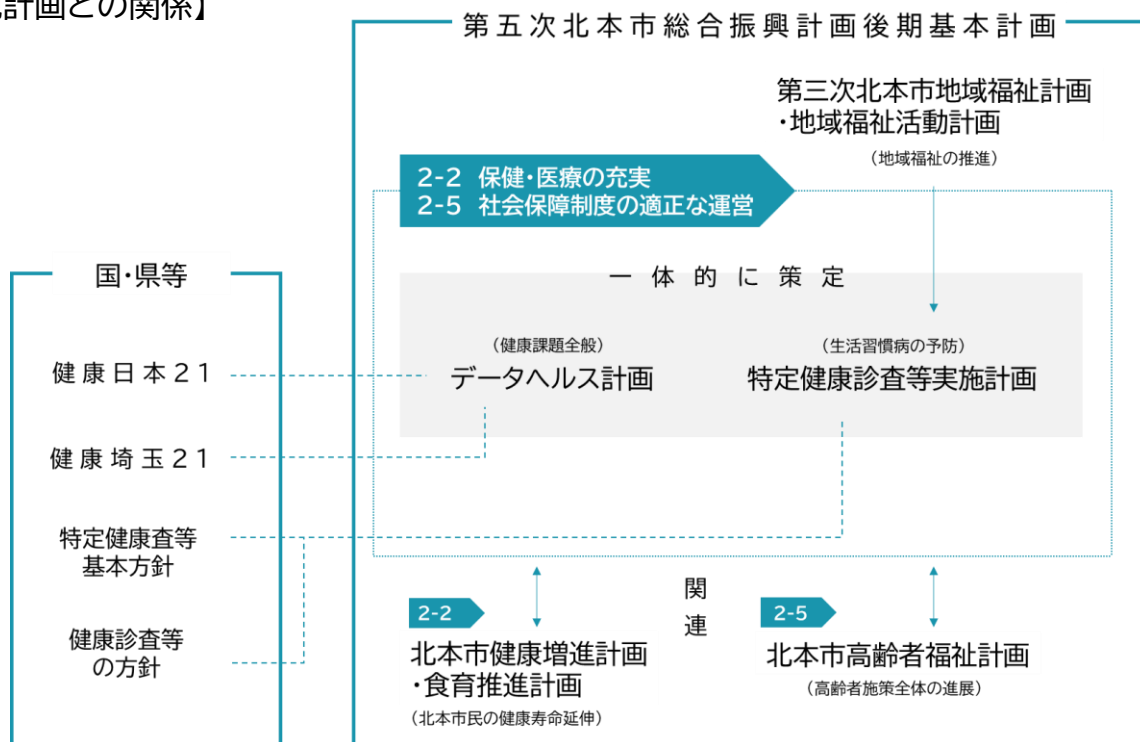 計画との関係】
第五次北本市総合振興計画後期基本計画
第三次北本市地域福祉計画
・地域福祉活動計画
（地域福祉の推進）
2-2 保健・医療の充実
2-5 社会保障制度の適正な運営
国・県等
一体的に策定
（健康課題全般）
データヘルス計画
（生活習慣病の予防）
特定健康診査等実施計画
健康日本21
健康埼玉21
特定健康査等
基本方針
健康診査等
の方針
関
連
2-2
北本市健康増進計画
・食育推進計画
（北本市民の健康寿命延伸）
2-5
北本市高齢者福祉計画
（高齢者施策全体の進展）